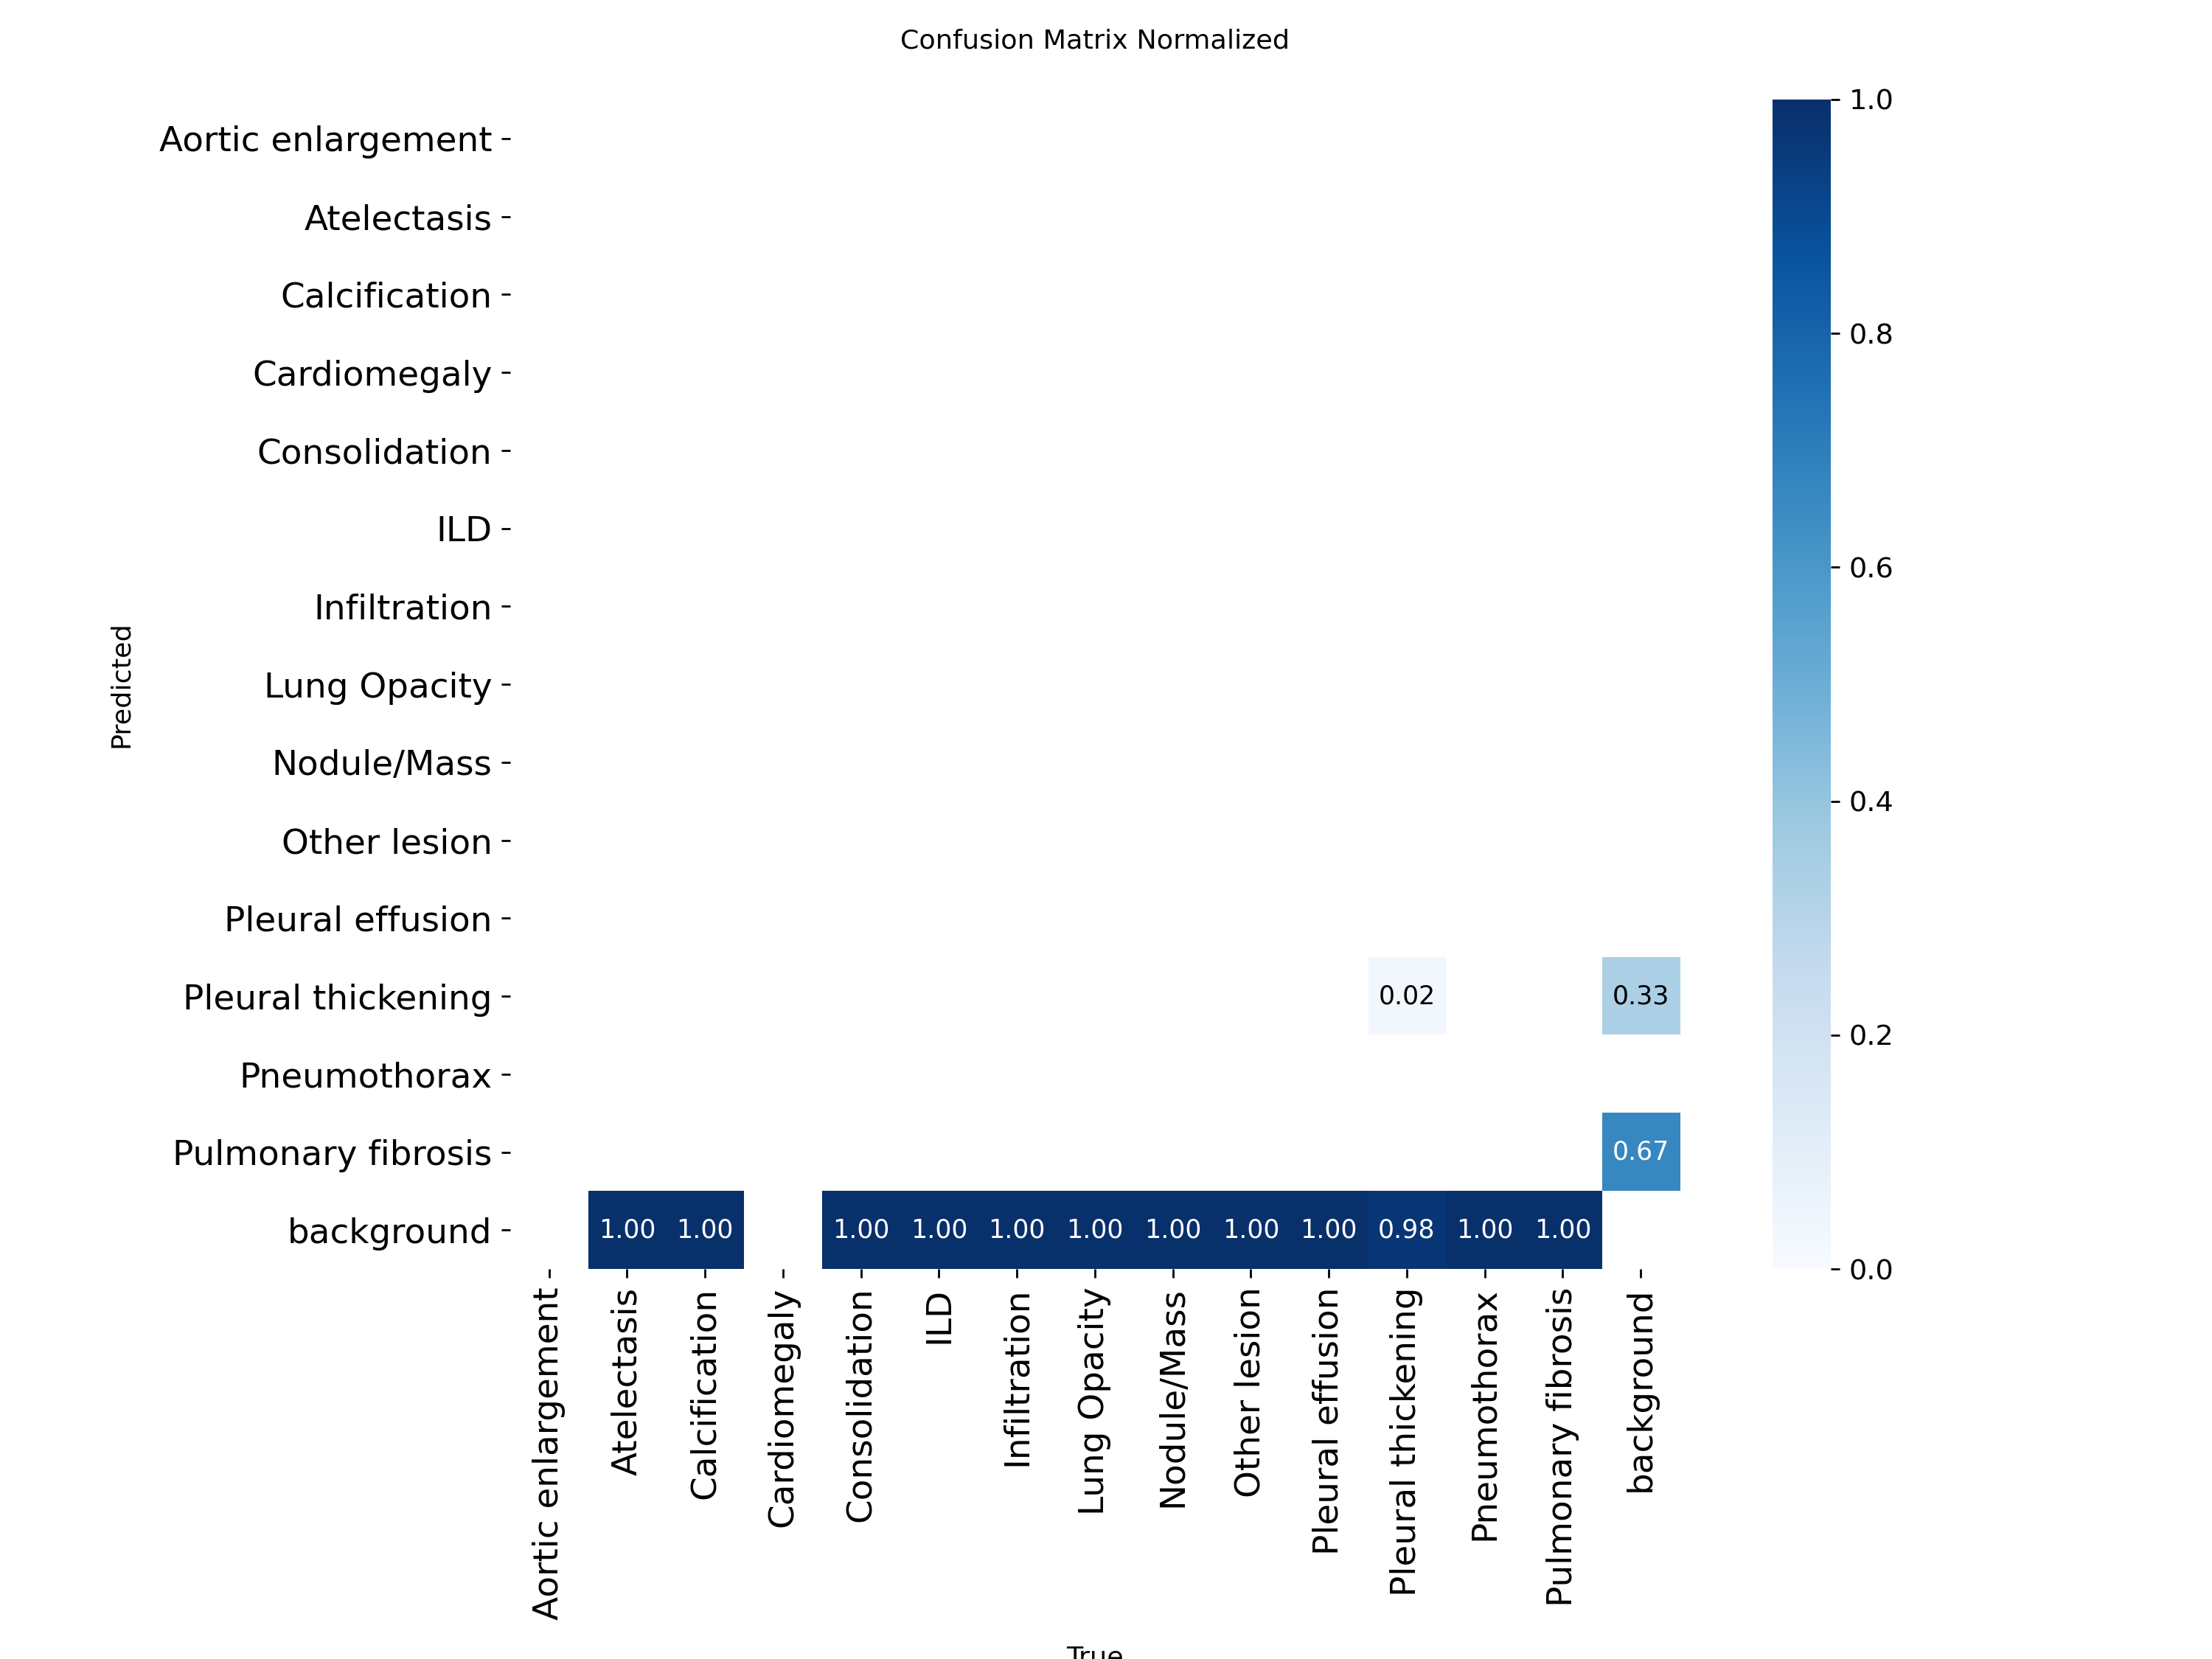 Confusion Matrix Normalized
Aortic enlargement
Atelectasis
Calcification
Cardiomegaly
Consolidation
ILD
Infiltration
Lung Opacity
Nodule/Mass
Other lesion
Pleural effusion
Pleural thickening
Pneumothorax
Pulmonary fibrosis
background
Predicted
0.02 0.33
0.67
1.00 1.00 1.00 1.00 1.00 1.00 1.00 1.00 1.00 0.98 1.00 1.00
Aortic enlargement
Atelectasis
Calcification
Cardiomegaly
Consolidation
ILD
Infiltration
Lung Opacity
Nodule/Mass
Other lesion
Pleural effusion
Pleural thickening
Pneumothorax
Pulmonary fibrosis
background
True
1.0
0.8
0.6
0.4
0.2
0.0